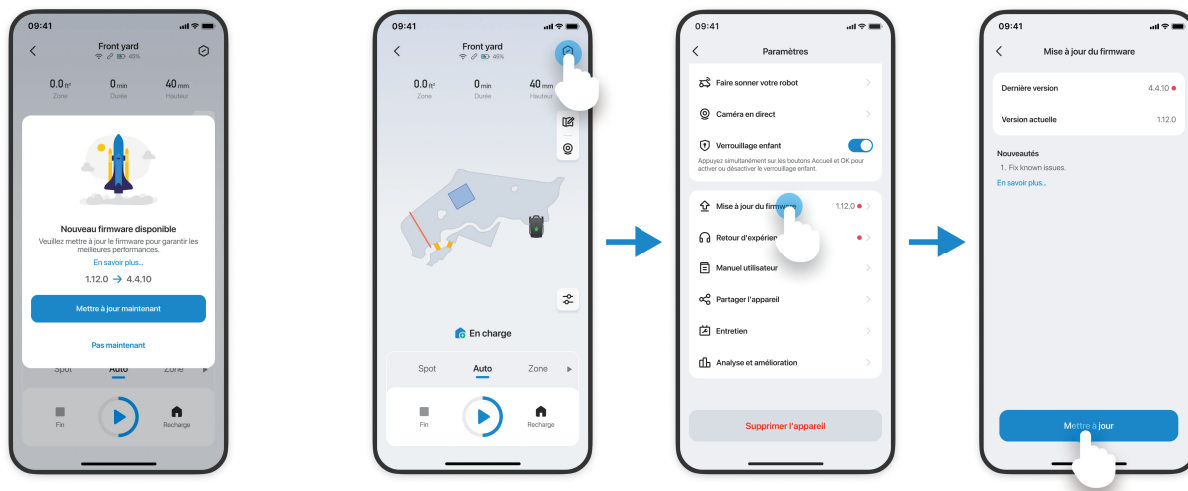 09:41
Front yard
45%
0.0 ft²
0 min
40 mm
Zone
Durée
Hauteur
Nouveau firmware disponible
Veuillez mettre à jour le firmware pour garantir les
meilleures performances.
En savoir plus...
1.12.0 → 4.4.10
Mettre à jour maintenant
Pas maintenant
Spot
Auto
Zone
Fin
Recharge
09:41
Front yard
45%
0.0 ft²
0 min
40 mm
Zone
Durée
Hauteur
En charge
Spot
Auto
Zone
Fin
Recharge
09:41
Paramètres
Faire sonner votre robot
Caméra en direct
Verrouillage enfant
Appuyez simultanément sur les boutons Accueil et OK pour
activer ou désactiver le verrouillage enfant.
Mise à jour du firmware 1.12.0
Retour d'expérien
Manuel utilisateur
Partager l'appareil
Entretien
Analyse et amélioration
Supprimer l'appareil
09:41
Mise à jour du firmware
Dernière version 4.4.10
Version actuelle 1.12.0
Nouveautés
1. Fix known issues.
En savoir plus...
Mettre à jour